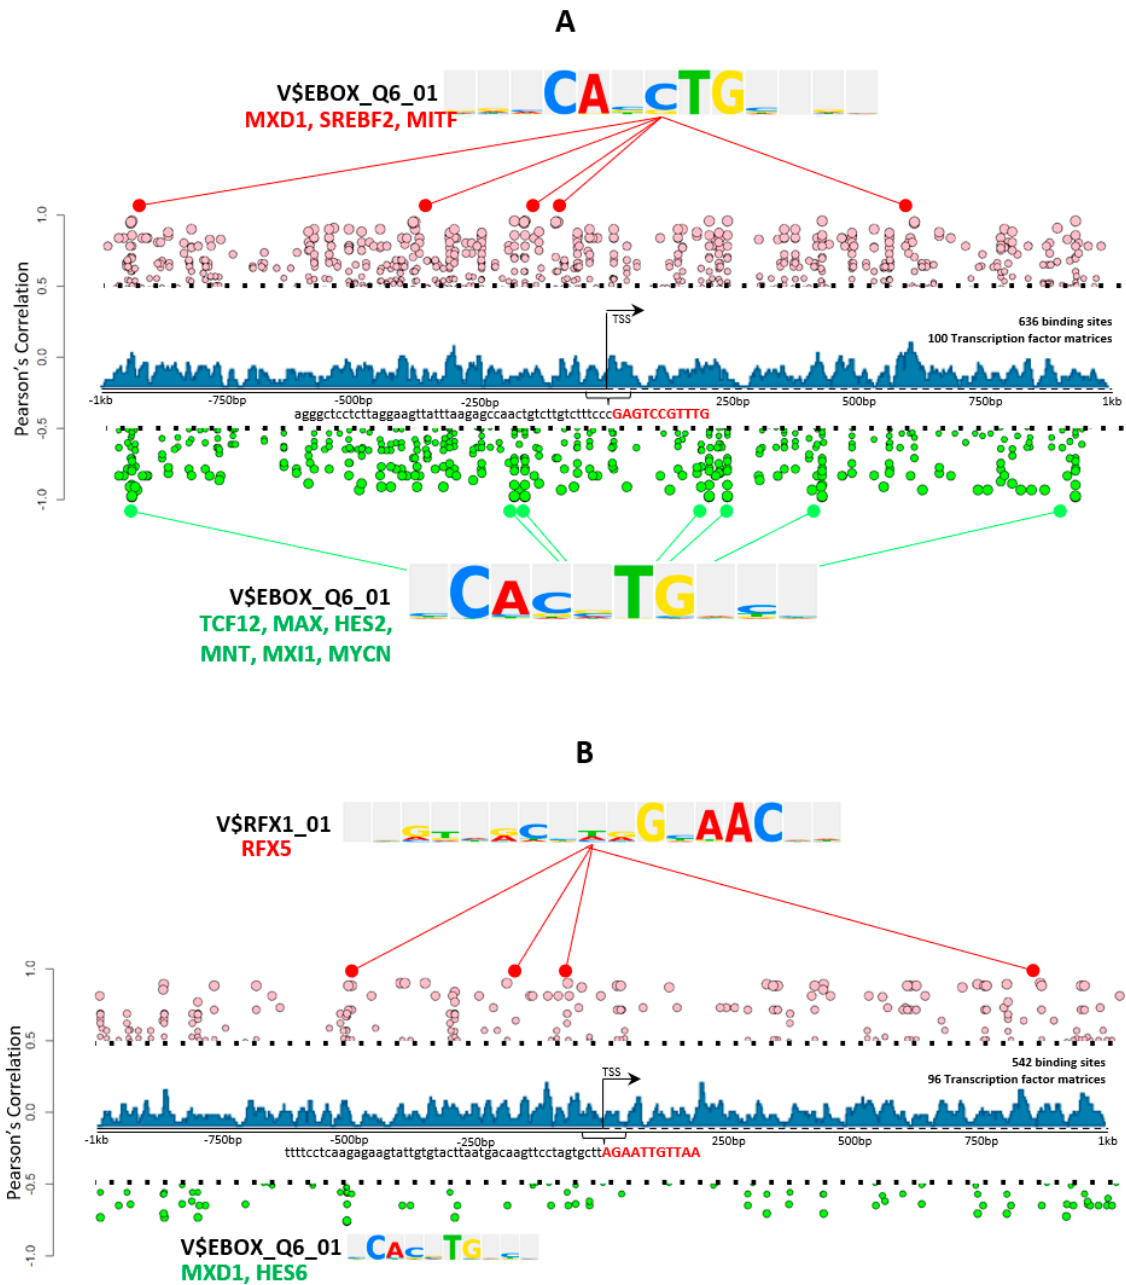 A
V$EBOX_Q6_01
MXD1, SREBF2, MITF
CA CTG
1.0
0.5
0.0
-0.5
-1.0
Pearson's Correlation
TSS
636 binding sites
100 Transcription factor matrices
-1kb -750bp -500bp -250bp 250bp 500bp 750bp 1kb
agggctcctcttaggaagttatttaagagccaactgtcttgtctttcccGAGTCCGTTTG
V$EBOX_Q6_01
TCF12, MAX, HES2,
MNT, MXI1, MYCN
CAC TG C
B
V$RFX1_01
RFX5
GT GC G AAC
1.0
0.5
0.0
-0.5
-1.0
Pearson's Correlation
TSS
542 binding sites
96 Transcription factor matrices
-1kb -750bp -500bp -250bp 250bp 500bp 750bp 1kb
ttttcctcaagagaagtattgtgtacttaatgacaagttcctagtgcttAGAATTGTTAA
V$EBOX_Q6_01
MXD1, HES6
CAC TG